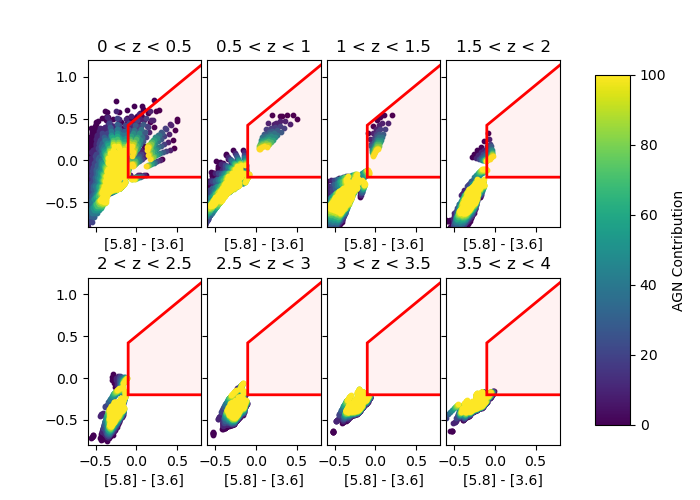 0 < z < 0.5 0.5 < z < 1 1 < z < 1.5 1.5 < z < 2
1.0
0.5
0.0
−0.5
[5.8] - [3.6] [5.8] - [3.6] [5.8] - [3.6] [5.8] - [3.6]
2 < z < 2.5 2.5 < z < 3 3 < z < 3.5 3.5 < z < 4
1.0
0.5
0.0
−0.5
−0.5 0.0 0.5 −0.5 0.0 0.5 −0.5 0.0 0.5 −0.5 0.0 0.5
[5.8] - [3.6] [5.8] - [3.6] [5.8] - [3.6] [5.8] - [3.6]
100
80
60
40
20
0
AGN Contribution